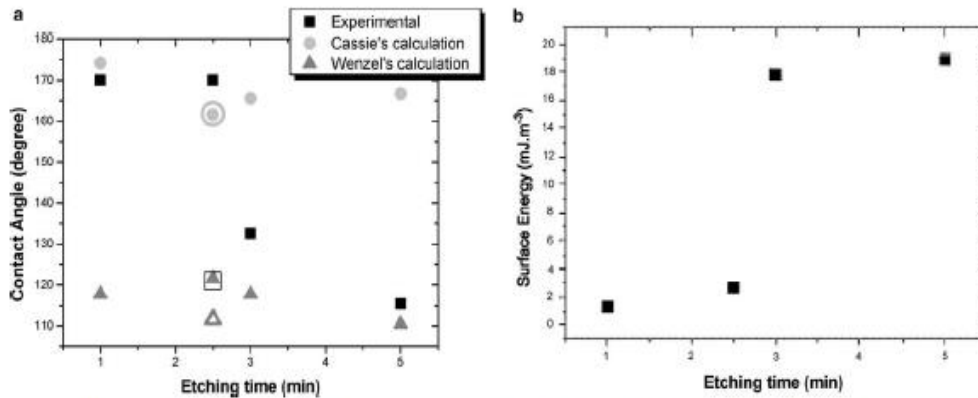 a
Experimental
Cassie's calculation
Wenzel's calculation
180
170
160
150
140
130
120
110
Contact Angle (degree)
1 2 3 4 5
Etching time (min)
b
20
18
16
14
12
10
8
6
4
2
0
Surface Energy (mJ.m⁻³)
1 2 3 4 5
Etching time (min)